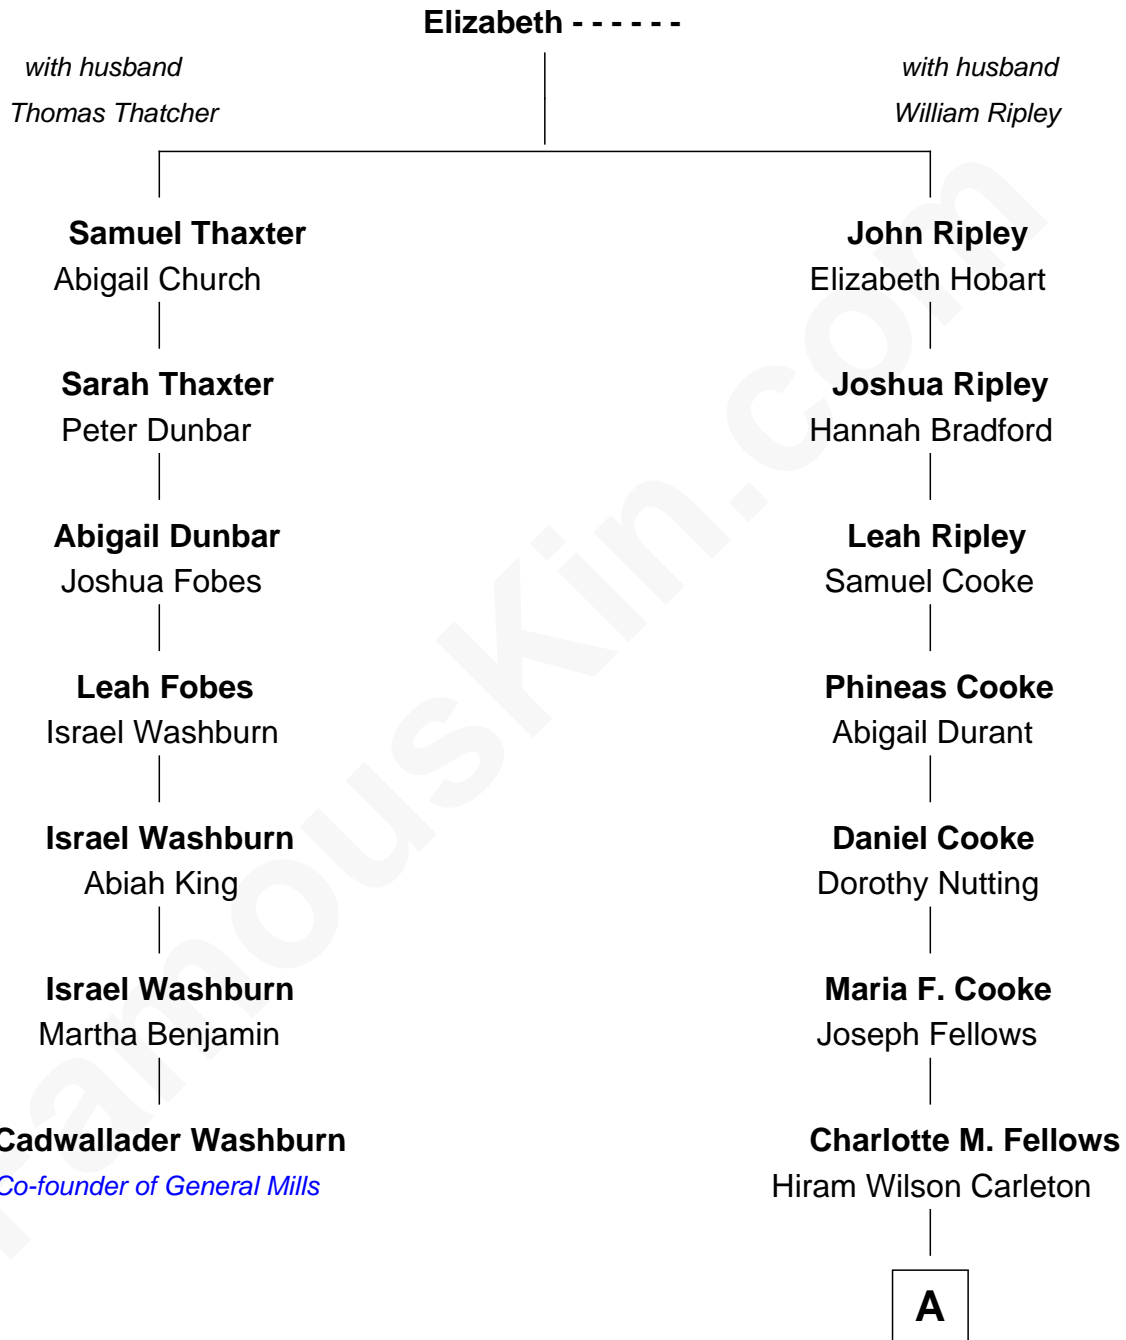 Elizabeth - - - - - -
with husband
Thomas Thatcher
with husband
William Ripley
Samuel Thaxter
Abigail Church
John Ripley
Elizabeth Hobart
Sarah Thaxter
Peter Dunbar
Joshua Ripley
Hannah Bradford
Abigail Dunbar
Joshua Fobes
Leah Ripley
Samuel Cooke
Leah Fobes
Israel Washburn
Phineas Cooke
Abigail Durant
Israel Washburn
Abiah King
Daniel Cooke
Dorothy Nutting
Israel Washburn
Martha Benjamin
Maria F. Cooke
Joseph Fellows
Cadwallader Washburn
Co-founder of General Mills
Charlotte M. Fellows
Hiram Wilson Carleton
A
FamousKin.com